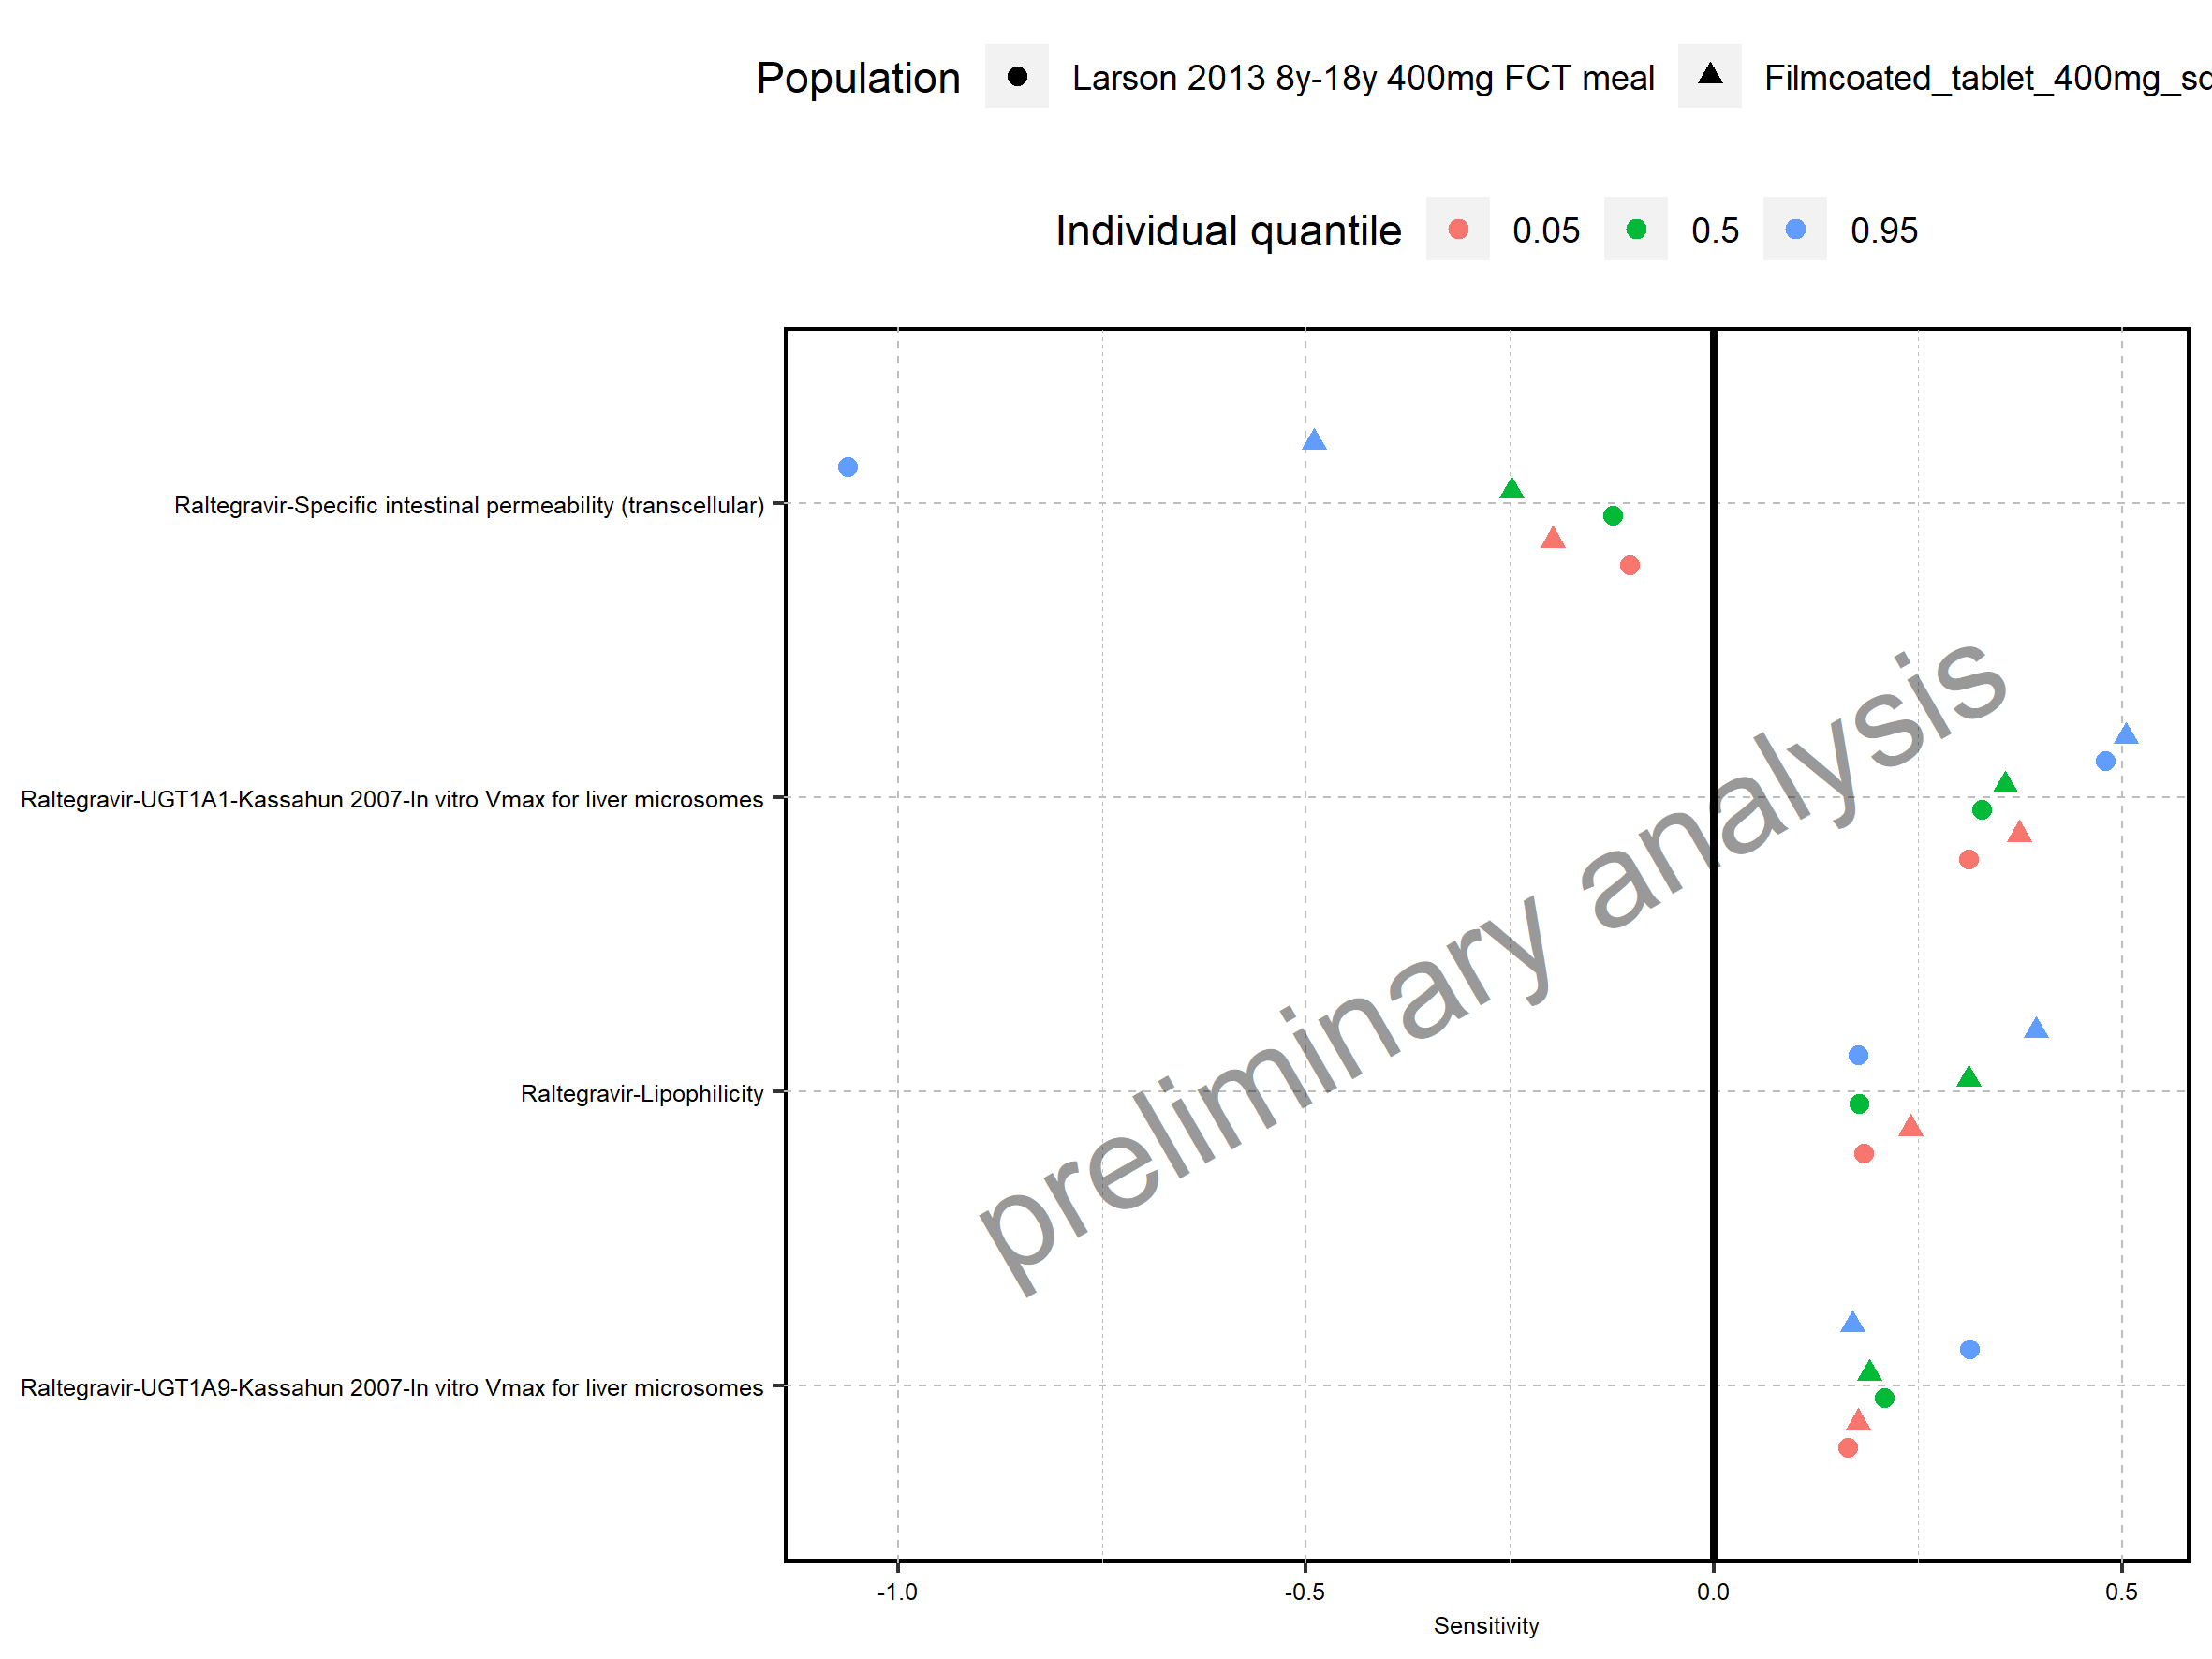 Population Larson 2013 8y-18y 400mg FCT meal Filmcoated_tablet_400mg_sd
Individual quantile 0.05 0.5 0.95
Raltegravir-Specific intestinal permeability (transcellular)
Raltegravir-UGT1A1-Kassahun 2007-In vitro Vmax for liver microsomes
preliminary analysis
Raltegravir-Lipophilicity
Raltegravir-UGT1A9-Kassahun 2007-In vitro Vmax for liver microsomes
-1.0 -0.5 0.0 0.5
Sensitivity